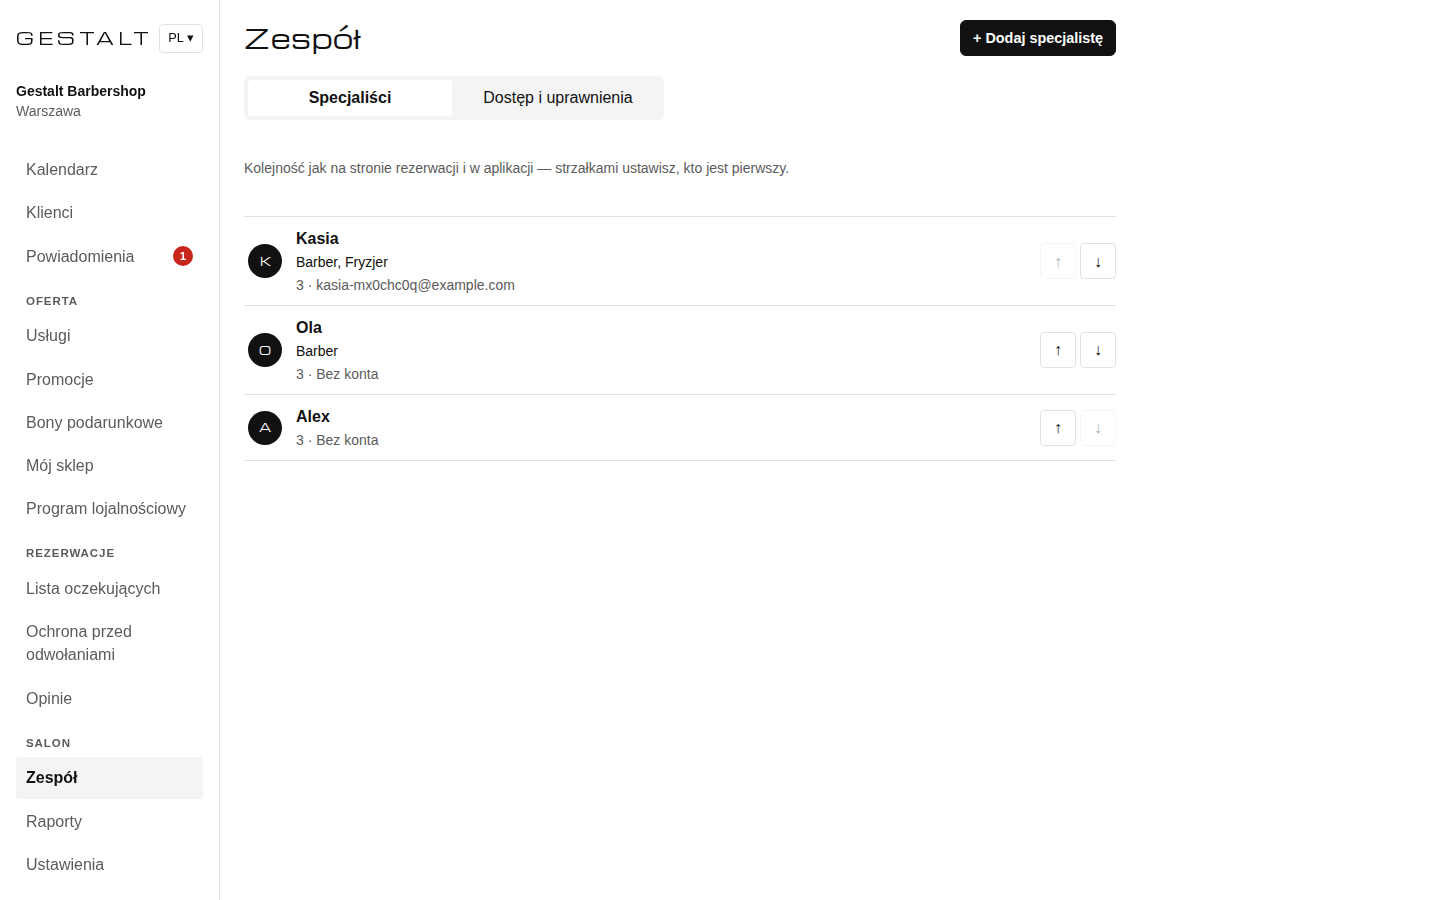 GESTALT
PL ▾
Gestalt Barbershop
Warszawa
Kalendarz
Klienci
Powiadomienia 1
OFERTA
Usługi
Promocje
Bony podarunkowe
Mój sklep
Program lojalnościowy
REZERWACJE
Lista oczekujących
Ochrona przed
odwołaniami
Opinie
SALON
Zespół
Raporty
Ustawienia
Zespół
+ Dodaj specjalistę
Specjaliści
Dostęp i uprawnienia
Kolejność jak na stronie rezerwacji i w aplikacji — strzałkami ustawisz, kto jest pierwszy.
K
Kasia
Barber, Fryzjer
3 · kasia-mx0chc0q@example.com
↑ ↓
O
Ola
Barber
3 · Bez konta
↑ ↓
A
Alex
3 · Bez konta
↑ ↓